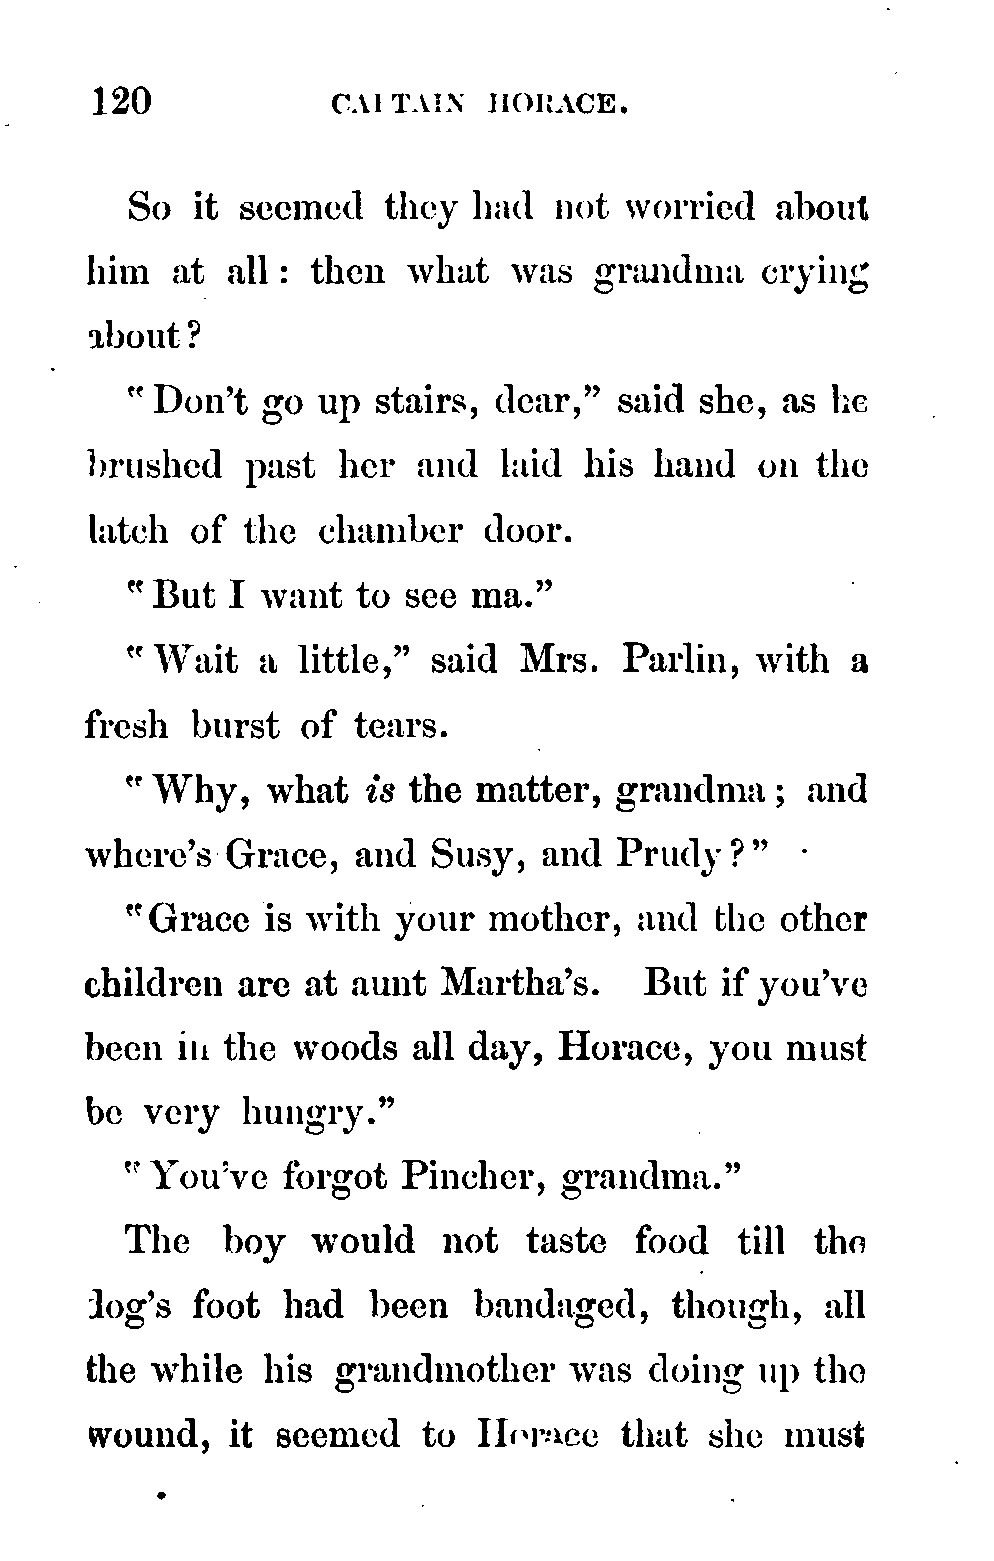 120 CAPTAIN HORACE.
So it seemed they had not worried about
him at all: then what was grandma crying
about?
"Don't go up stairs, dear," said she, as he
brushed past her and laid his hand on the
latch of the chamber door.
"But I want to see ma."
"Wait a little," said Mrs. Parlin, with a
fresh burst of tears.
"Why, what is the matter, grandma; and
where's Grace, and Susy, and Prudy?"
"Grace is with your mother, and the other
children are at aunt Martha's. But if you've
been in the woods all day, Horace, you must
be very hungry."
"You've forgot Pincher, grandma."
The boy would not taste food till the
dog's foot had been bandaged, though, all
the while his grandmother was doing up the
wound, it seemed to Horace that she must